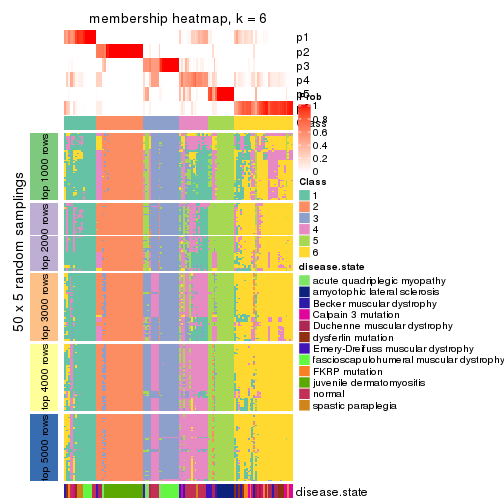 membership heatmap, k = 6
p1
p2
p3
p4
p5
Prob
1
0.8
0.6
0.4
0.2
0
Class
1
2
3
4
5
6
disease.state
acute quadriplegic myopathy
amyotophic lateral sclerosis
Becker muscular dystrophy
Calpain 3 mutation
Duchenne muscular dystrophy
dysferlin mutation
Emery-Dreifuss muscular dystrophy
fascioscapulohumeral muscular dystrophy
FKRP mutation
juvenile dermatomyositis
normal
spastic paraplegia
50 x 5 random samplings
top 1000 rows
top 2000 rows
top 3000 rows
top 4000 rows
top 5000 rows
disease.state